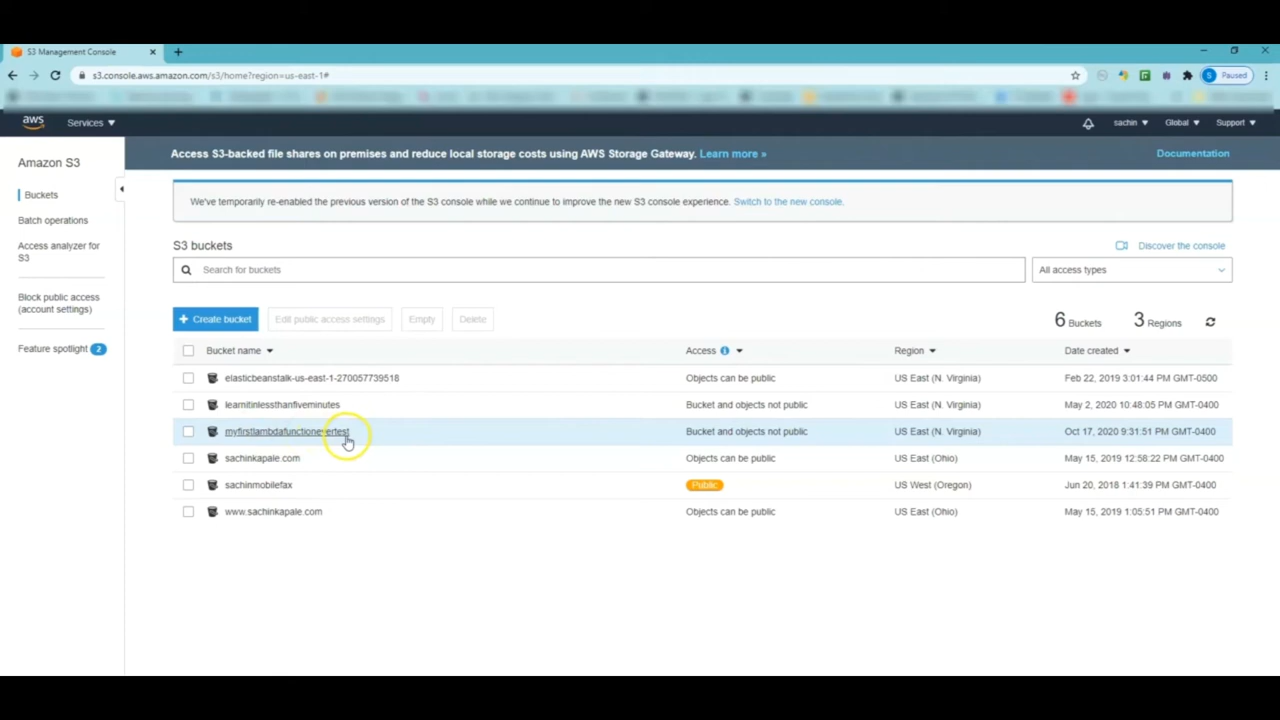 S3 Management Console
s3.console.aws.amazon.com/s3/home?region=us-east-1#
S Paused
aws Services sachin Global Support
Amazon S3
Buckets
Batch operations
Access analyzer for
S3
Block public access
(account settings)
Feature spotlight 2
Access S3-backed file shares on premises and reduce local storage costs using AWS Storage Gateway. Learn more » Documentation
We've temporarily re-enabled the previous version of the S3 console while we continue to improve the new S3 console experience. Switch to the new console.
S3 buckets Discover the console
Search for buckets All access types
+ Create bucket Edit public access settings Empty Delete 6 Buckets 3 Regions
Bucket name Access Region Date created
elasticbeanstalk-us-east-1-270057739518 Objects can be public US East (N. Virginia) Feb 22, 2019 3:01:44 PM GMT-0500
learnitinlessthanfiveminutes Bucket and objects not public US East (N. Virginia) May 2, 2020 10:48:05 PM GMT-0400
myfirstlambdafunctionevertest Bucket and objects not public US East (N. Virginia) Oct 17, 2020 9:31:51 PM GMT-0400
sachinkapale.com Objects can be public US East (Ohio) May 15, 2019 12:58:22 PM GMT-0400
sachinmobilefax Public US West (Oregon) Jun 20, 2018 1:41:39 PM GMT-0400
www.sachinkapale.com Objects can be public US East (Ohio) May 15, 2019 1:05:51 PM GMT-0400